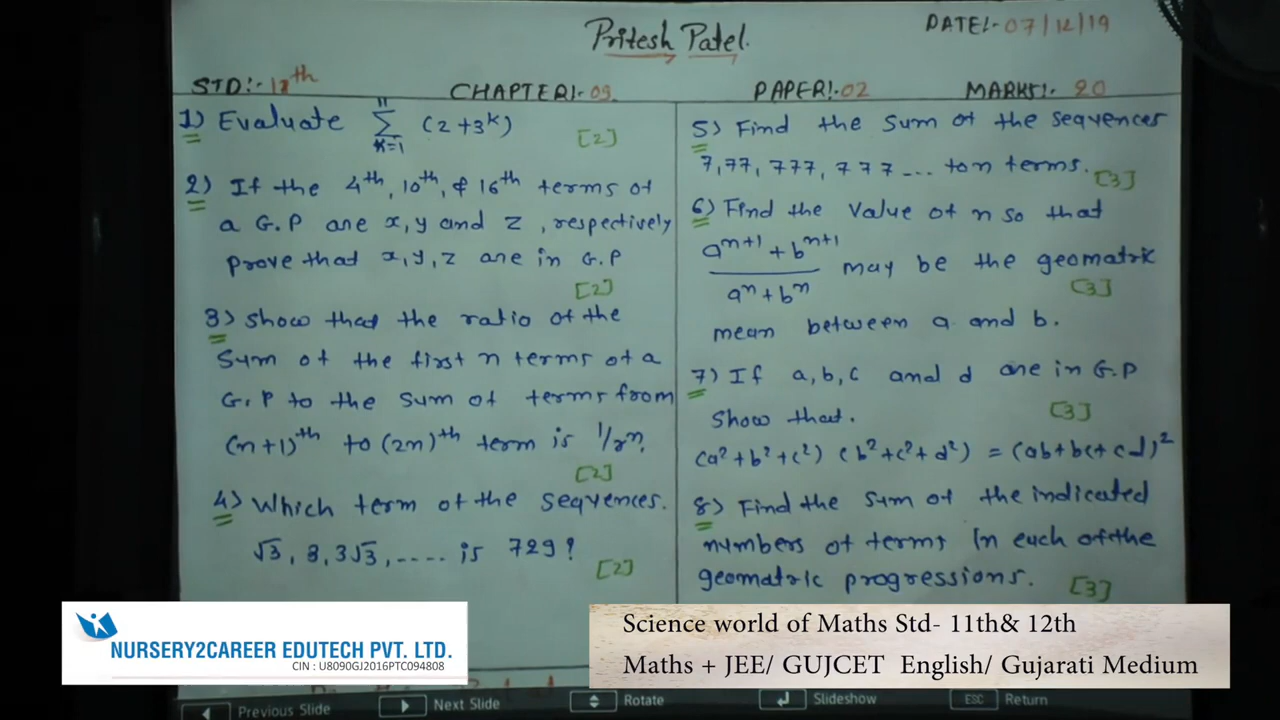 Pritesh Patel.
DATE:- 07/12/19
STD:- 12th
CHAPTER:- 09.
PAPER:- 02
MARKS:- 20
1) Evaluate n Σ K=1 (2+3^k)
[2]
2) If the 4th, 10th, & 16th terms of
a G.P are x, y and z, respectively
prove that x, y, z are in G.P
[2]
3) Show that the ratio of the
Sum of the first n terms of a
G.P to the sum of terms from
(n+1)th to (2n)th term is 1/r^n.
[2]
4) Which term of the sequences.
√3, 3, 3√3, ..... is 729?
[2]
5) Find the sum of the sequences
7, 77, 777, 777... to n terms.
[3]
6) Find the value of n so that
a^(n+1) + b^(n+1) / a^n + b^n may be the geomatric
[3]
mean between a and b.
7) If a, b, c and d are in G.P
Show that.
[3]
(a²+b²+c²) (b²+c²+d²) = (ab+bc+cd)²
8) Find the sum of the indicated
numbers of terms in each of the
geomatric progressions.
[3]
NURSERY2CAREER EDUTECH PVT. LTD.
CIN : U8090GJ2016PTC094808
Science world of Maths Std- 11th& 12th
Maths + JEE/ GUJCET English/ Gujarati Medium
Previous Slide
Next Slide
Rotate
Slideshow
ESC Return